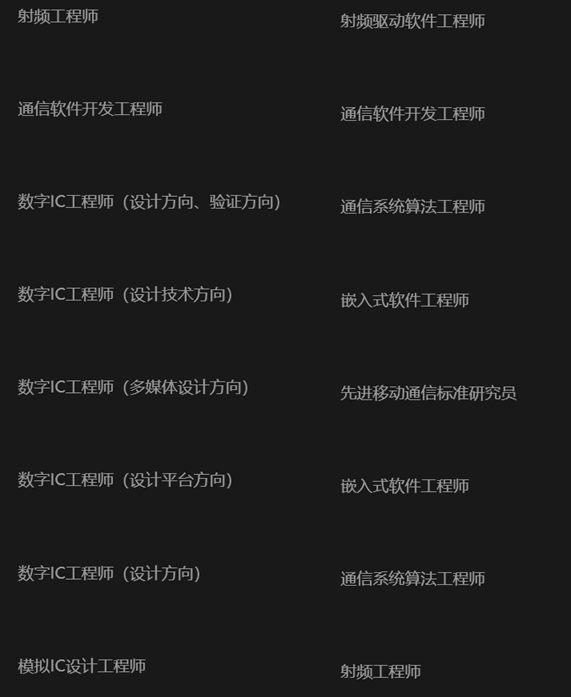 射频工程师
射频驱动软件工程师
通信软件开发工程师
通信软件开发工程师
数字IC工程师（设计方向、验证方向）
通信系统算法工程师
数字IC工程师（设计技术方向）
嵌入式软件工程师
数字IC工程师（多媒体设计方向）
先进移动通信标准研究员
数字IC工程师（设计平台方向）
嵌入式软件工程师
数字IC工程师（设计方向）
通信系统算法工程师
模拟IC设计工程师
射频工程师